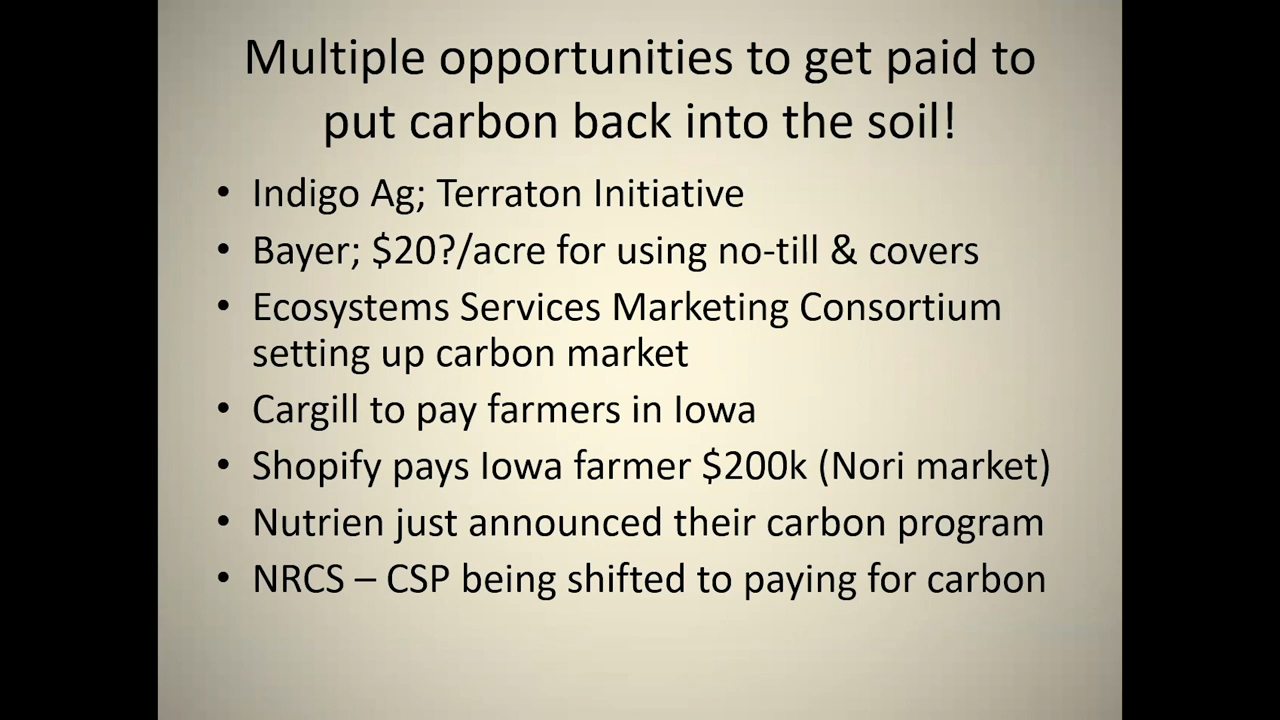 Multiple opportunities to get paid to
put carbon back into the soil!
• Indigo Ag; Terraton Initiative
• Bayer; $20?/acre for using no-till & covers
• Ecosystems Services Marketing Consortium
setting up carbon market
• Cargill to pay farmers in Iowa
• Shopify pays Iowa farmer $200k (Nori market)
• Nutrien just announced their carbon program
• NRCS – CSP being shifted to paying for carbon